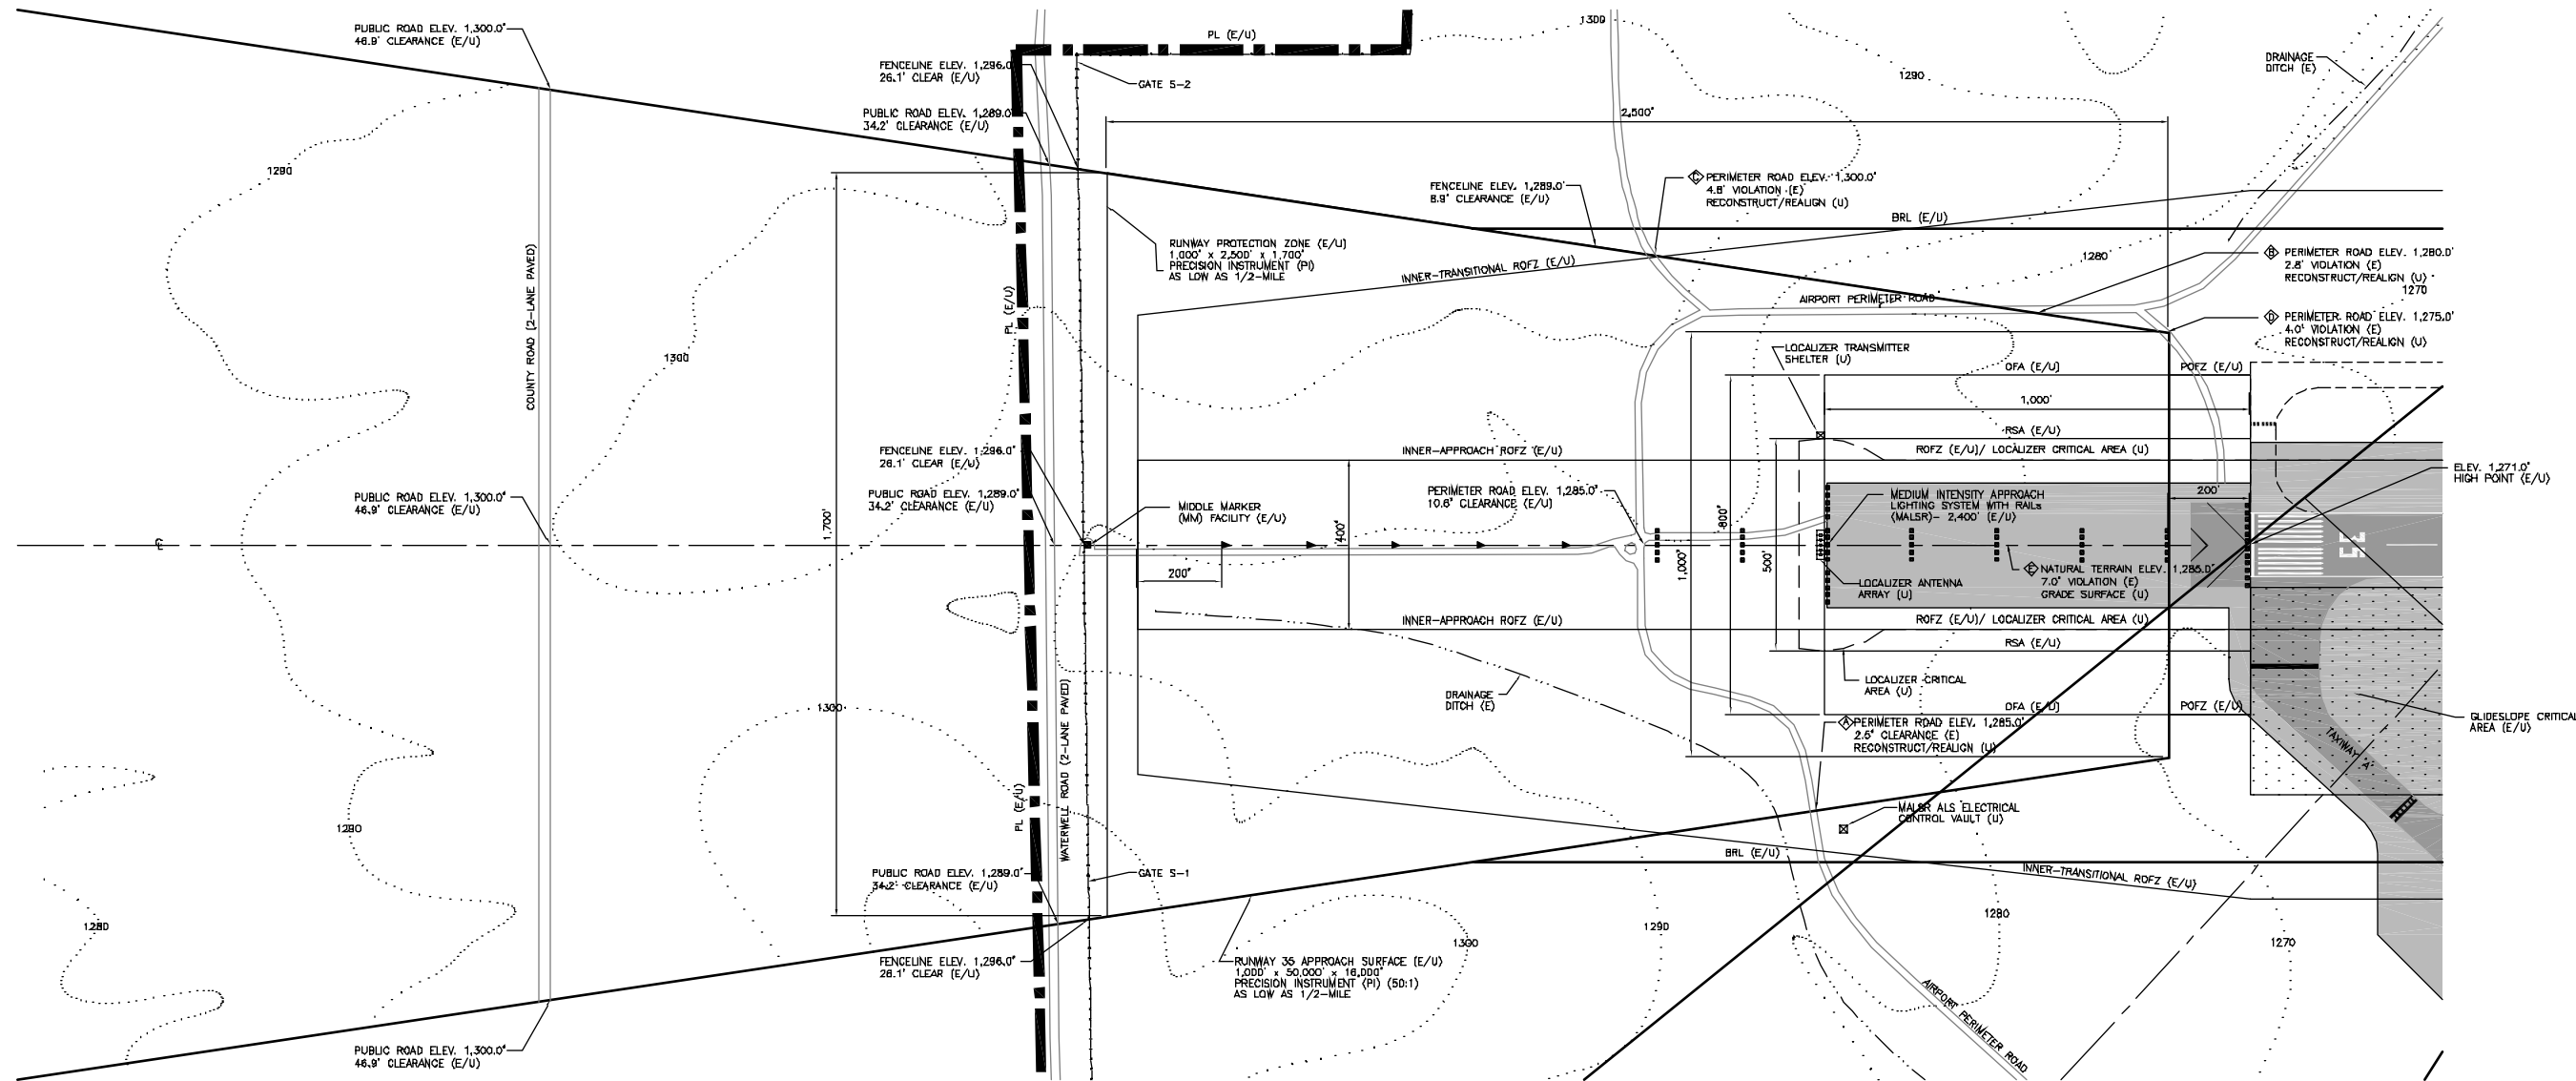 PUBLIC ROAD ELEV. 1,300.0'
46.9' CLEARANCE (E/U)
FENCELINE ELEV. 1,296.0'
26.1' CLEAR (E/U)
PUBLIC ROAD ELEV. 1,289.0'
34.2' CLEARANCE (E/U)
PL (E/U)
GATE S-2
1300
1290
DRAINAGE
DITCH (E)
2,500'
1290
1300
COUNTY ROAD (2-LANE PAVED)
FENCELINE ELEV. 1,289.0'
8.9' CLEARANCE (E/U)
C PERIMETER ROAD ELEV. 1,300.0'
4.8' VIOLATION (E)
RECONSTRUCT/REALIGN (U)
BRL (E/U)
RUNWAY PROTECTION ZONE (E/U)
1,000' x 2,500' x 1,700'
PRECISION INSTRUMENT (PI)
AS LOW AS 1/2-MILE
INNER-TRANSITIONAL ROFZ (E/U)
1280
B PERIMETER ROAD ELEV. 1,280.0'
2.8' VIOLATION (E)
RECONSTRUCT/REALIGN (U)
1270
AIRPORT PERIMETER ROAD
D PERIMETER ROAD ELEV. 1,275.0'
4.0' VIOLATION (E)
RECONSTRUCT/REALIGN (U)
PL (E/U)
LOCALIZER TRANSMITTER
SHELTER (U)
OFA (E/U)
POFZ (E/U)
1,000'
RSA (E/U)
INNER-APPROACH ROFZ (E/U)
ROFZ (E/U)/ LOCALIZER CRITICAL AREA (U)
FENCELINE ELEV. 1,296.0'
26.1' CLEAR (E/U)
PUBLIC ROAD ELEV. 1,289.0'
34.2' CLEARANCE (E/U)
PUBLIC ROAD ELEV. 1,300.0'
46.9' CLEARANCE (E/U)
MIDDLE MARKER
(MM) FACILITY (E/U)
PERIMETER ROAD ELEV. 1,285.0'
10.6' CLEARANCE (E/U)
MEDIUM INTENSITY APPROACH
LIGHTING SYSTEM WITH RAILs
(MALSR)- 2,400' (E/U)
200'
ELEV. 1,271.0'
HIGH POINT (E/U)
1,700'
400'
800'
1,000'
500'
35
200'
E NATURAL TERRAIN ELEV. 1,285.0'
7.0' VIOLATION (E)
GRADE SURFACE (U)
LOCALIZER ANTENNA
ARRAY (U)
INNER-APPROACH ROFZ (E/U)
ROFZ (E/U)/ LOCALIZER CRITICAL AREA (U)
RSA (E/U)
LOCALIZER CRITICAL
AREA (U)
DRAINAGE
DITCH (E)
1300
OFA (E/U)
POFZ (E/U)
GLIDESLOPE CRITICAL
AREA (E/U)
A PERIMETER ROAD ELEV. 1,285.0'
2.5' CLEARANCE (E)
RECONSTRUCT/REALIGN (U)
TAXIWAY "A"
WATERWELL ROAD (2-LANE PAVED)
PL (E/U)
1290
MALSR ALS ELECTRICAL
CONTROL VAULT (U)
BRL (E/U)
INNER-TRANSITIONAL ROFZ (E/U)
PUBLIC ROAD ELEV. 1,289.0'
34.2' CLEARANCE (E/U)
GATE S-1
1280
1300
1290
1280
1270
FENCELINE ELEV. 1,296.0'
26.1' CLEAR (E/U)
RUNWAY 35 APPROACH SURFACE (E/U)
1,000' x 50,000' x 16,000'
PRECISION INSTRUMENT (PI) (50:1)
AS LOW AS 1/2-MILE
AIRPORT PERIMETER ROAD
PUBLIC ROAD ELEV. 1,300.0'
46.9' CLEARANCE (E/U)